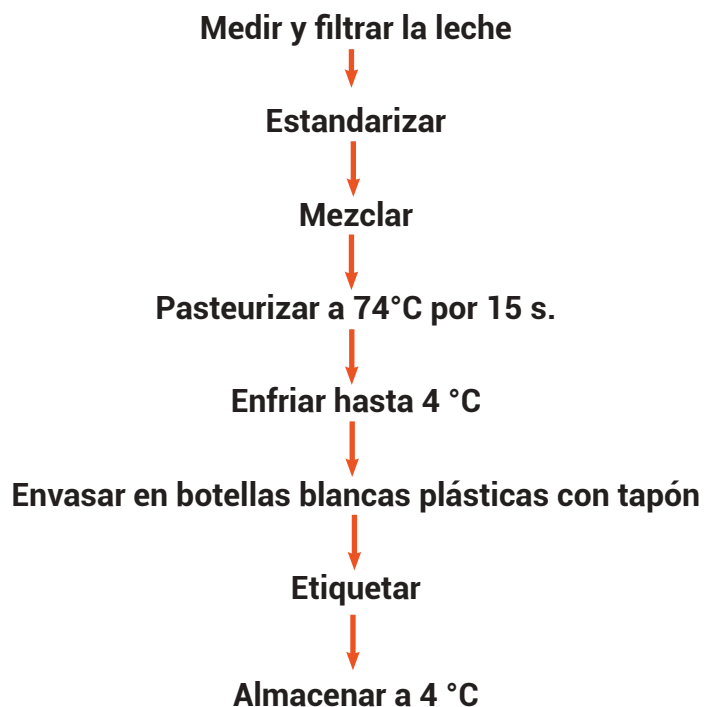 Medir y filtrar la leche
Estandarizar
Mezclar
Pasteurizar a 74°C por 15 s.
Enfriar hasta 4 °C
Envasar en botellas blancas plásticas con tapón
Etiquetar
Almacenar a 4 °C